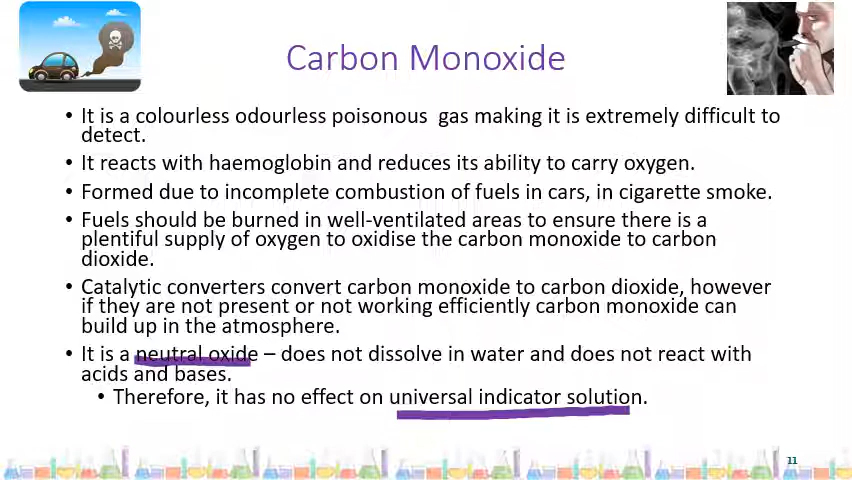 Carbon Monoxide
• It is a colourless odourless poisonous  gas making it is extremely difficult to
detect.
• It reacts with haemoglobin and reduces its ability to carry oxygen.
• Formed due to incomplete combustion of fuels in cars, in cigarette smoke.
• Fuels should be burned in well-ventilated areas to ensure there is a
plentiful supply of oxygen to oxidise the carbon monoxide to carbon
dioxide.
• Catalytic converters convert carbon monoxide to carbon dioxide, however
if they are not present or not working efficiently carbon monoxide can
build up in the atmosphere.
• It is a neutral oxide – does not dissolve in water and does not react with
acids and bases.
• Therefore, it has no effect on universal indicator solution.
11